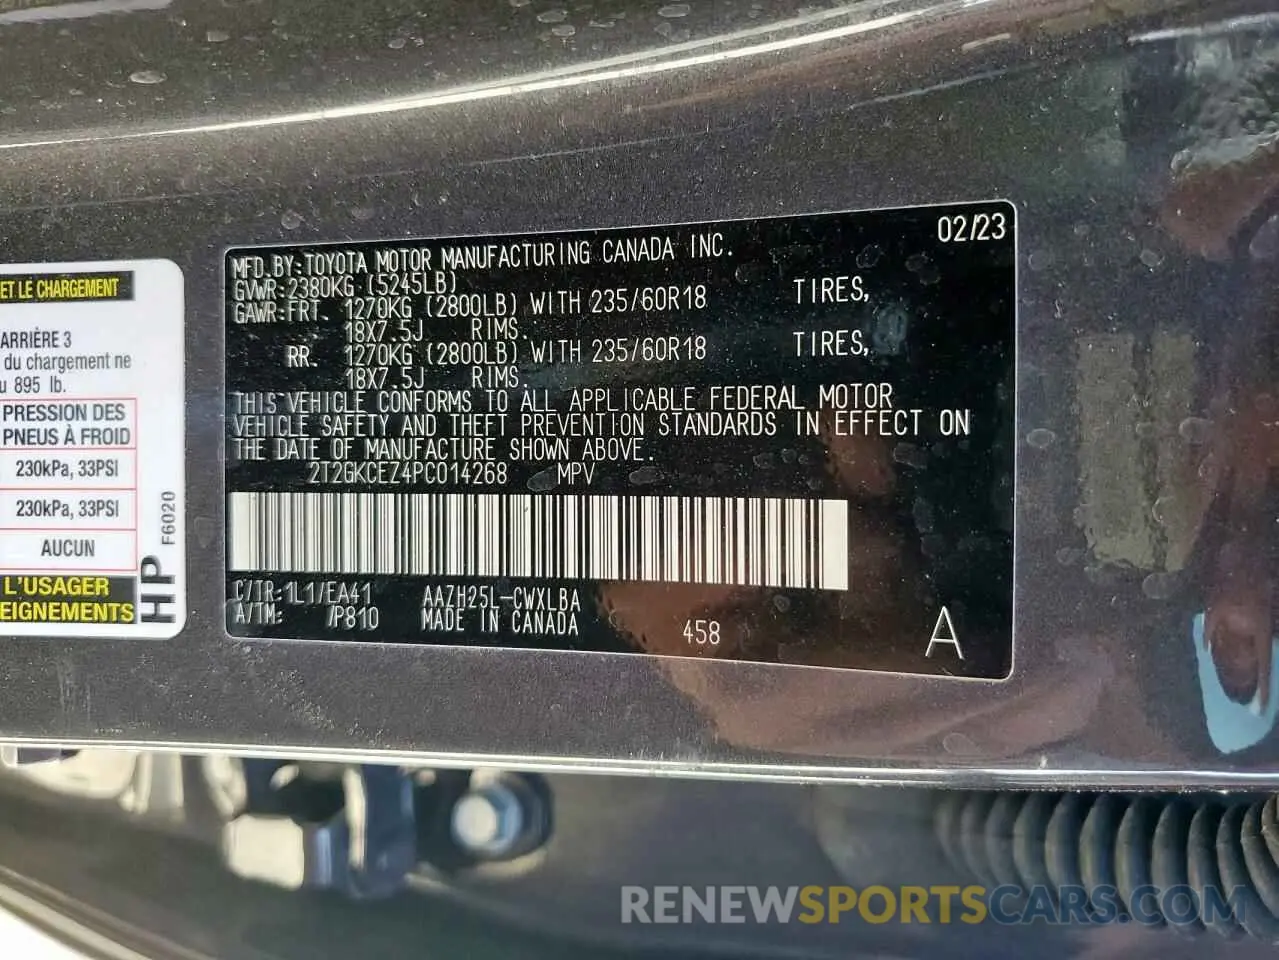 ET LE CHARGEMENT
ARRIÈRE 3
du chargement ne
895 lb.
PRESSION DES
PNEUS À FROID
230kPa, 33PSI
230kPa, 33PSI
AUCUN
L'USAGER
EIGNEMENTS
HP
F6020
02/23
MFD.BY:TOYOTA MOTOR MANUFACTURING CANADA INC.
GVWR:2380KG (5245LB)
GAWR:FRT. 1270KG (2800LB) WITH 235/60R18 TIRES,
18X7.5J RIMS.
RR. 1270KG (2800LB) WITH 235/60R18 TIRES,
18X7.5J RIMS.
THIS VEHICLE CONFORMS TO ALL APPLICABLE FEDERAL MOTOR
VEHICLE SAFETY AND THEFT PREVENTION STANDARDS IN EFFECT ON
THE DATE OF MANUFACTURE SHOWN ABOVE.
2T2GKCEZ4PC014268 MPV
C/TR:1L1/EA41 AAZH25L-CWXLBA
A/TM: /P810 MADE IN CANADA
458
A
RENEWSPORTSCARS.COM